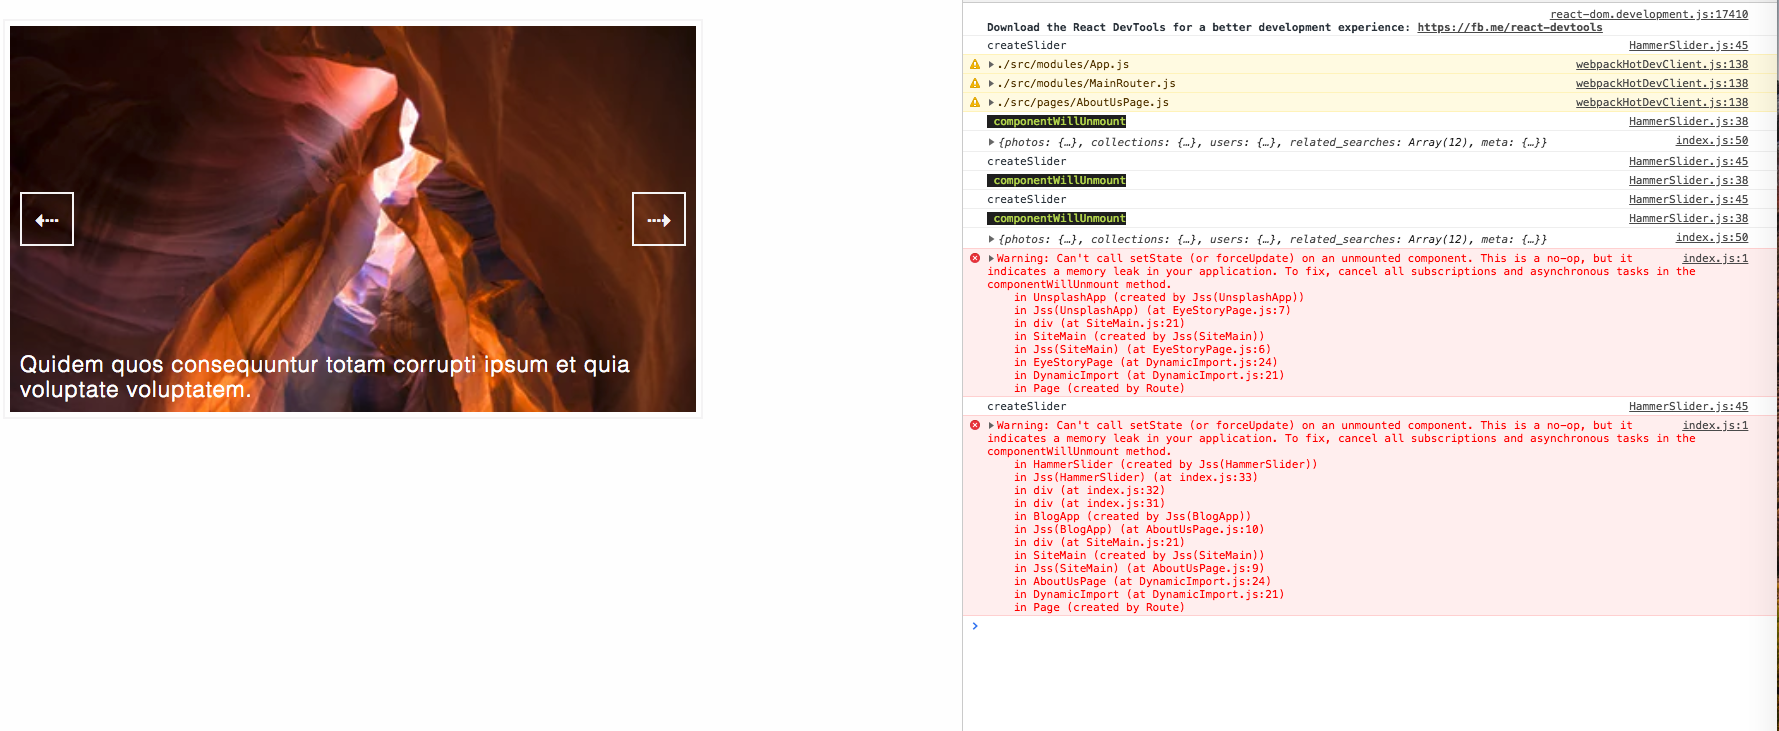 Quidem quos consequuntur totam corrupti ipsum et quia
voluptate voluptatem.
react-dom.development.js:17410
Download the React DevTools for a better development experience: https://fb.me/react-devtools
createSlider HammerSlider.js:45
./src/modules/App.js webpackHotDevClient.js:138
./src/modules/MainRouter.js webpackHotDevClient.js:138
./src/pages/AboutUsPage.js webpackHotDevClient.js:138
componentWillUnmount HammerSlider.js:38
{photos: {…}, collections: {…}, users: {…}, related_searches: Array(12), meta: {…}} index.js:50
createSlider HammerSlider.js:45
componentWillUnmount HammerSlider.js:38
createSlider HammerSlider.js:45
componentWillUnmount HammerSlider.js:38
{photos: {…}, collections: {…}, users: {…}, related_searches: Array(12), meta: {…}} index.js:50
Warning: Can't call setState (or forceUpdate) on an unmounted component. This is a no-op, but it index.js:1
indicates a memory leak in your application. To fix, cancel all subscriptions and asynchronous tasks in the
componentWillUnmount method.
in UnsplashApp (created by Jss(UnsplashApp))
in Jss(UnsplashApp) (at EyeStoryPage.js:7)
in div (at SiteMain.js:21)
in SiteMain (created by Jss(SiteMain))
in Jss(SiteMain) (at EyeStoryPage.js:6)
in EyeStoryPage (at DynamicImport.js:24)
in DynamicImport (at DynamicImport.js:21)
in Page (created by Route)
createSlider HammerSlider.js:45
Warning: Can't call setState (or forceUpdate) on an unmounted component. This is a no-op, but it index.js:1
indicates a memory leak in your application. To fix, cancel all subscriptions and asynchronous tasks in the
componentWillUnmount method.
in HammerSlider (created by Jss(HammerSlider))
in Jss(HammerSlider) (at index.js:33)
in div (at index.js:32)
in div (at index.js:31)
in BlogApp (created by Jss(BlogApp))
in Jss(BlogApp) (at AboutUsPage.js:10)
in div (at SiteMain.js:21)
in SiteMain (created by Jss(SiteMain))
in Jss(SiteMain) (at AboutUsPage.js:9)
in AboutUsPage (at DynamicImport.js:24)
in DynamicImport (at DynamicImport.js:21)
in Page (created by Route)